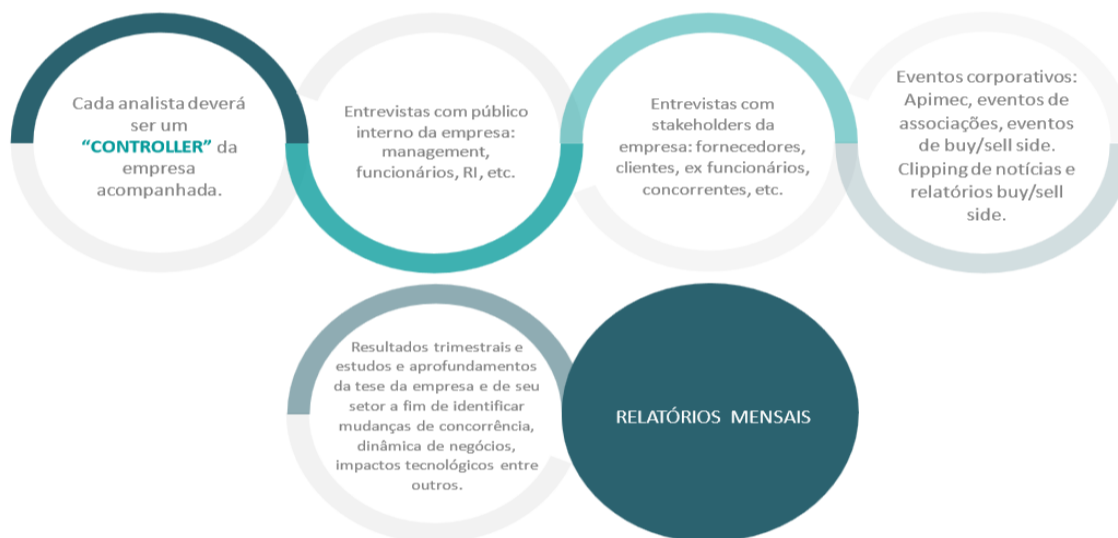 Cada analista deverá
ser um
“CONTROLLER” da
empresa
acompanhada.
Entrevistas com público
interno da empresa:
management,
funcionários, RI, etc.
Entrevistas com
stakeholders da
empresa: fornecedores,
clientes, ex funcionários,
concorrentes, etc.
Eventos corporativos:
Apimec, eventos de
associações, eventos
de buy/sell side.
Clipping de notícias e
relatórios buy/sell
side.
Resultados trimestrais e
estudos e aprofundamentos
da tese da empresa e de seu
setor a fim de identificar
mudanças de concorrência,
dinâmica de negócios,
impactos tecnológicos entre
outros.
RELATÓRIOS MENSAIS